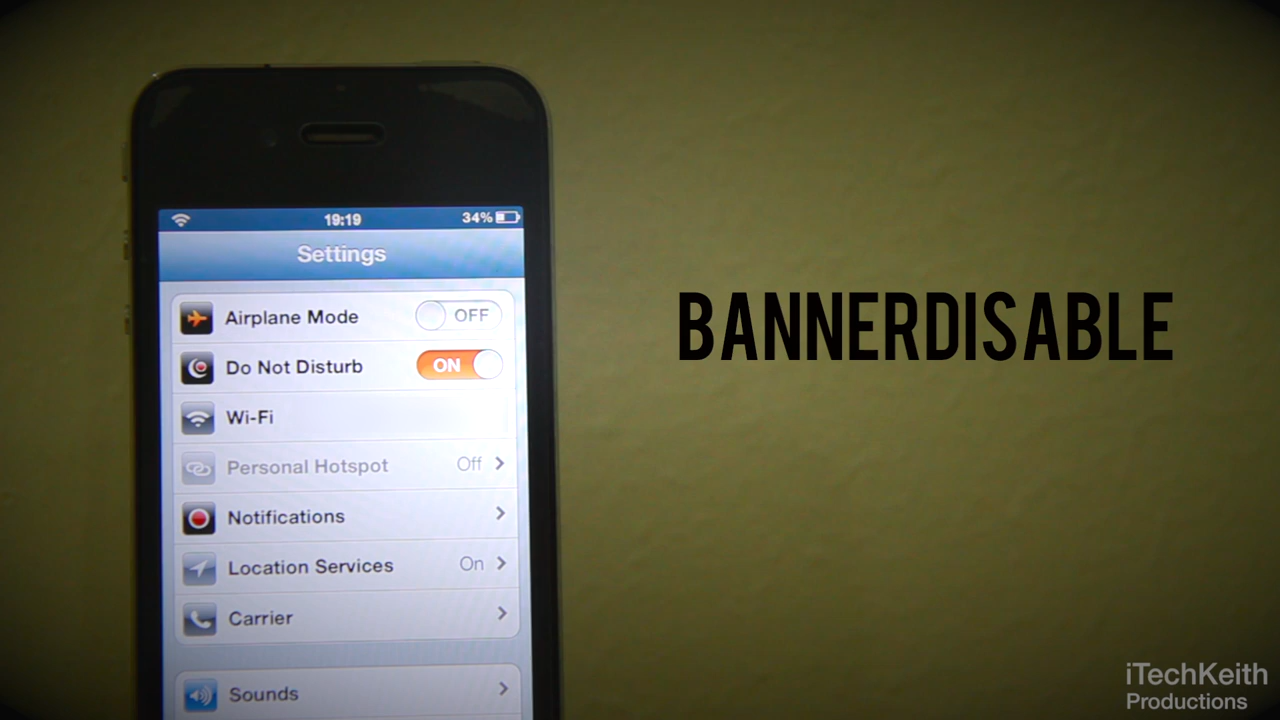 19:19
34%
Settings
Airplane Mode OFF
Do Not Disturb ON
Wi-Fi
Personal Hotspot Off
Notifications
Location Services On
Carrier
Sounds
BANNERDISABLE
iTechKeith
Productions